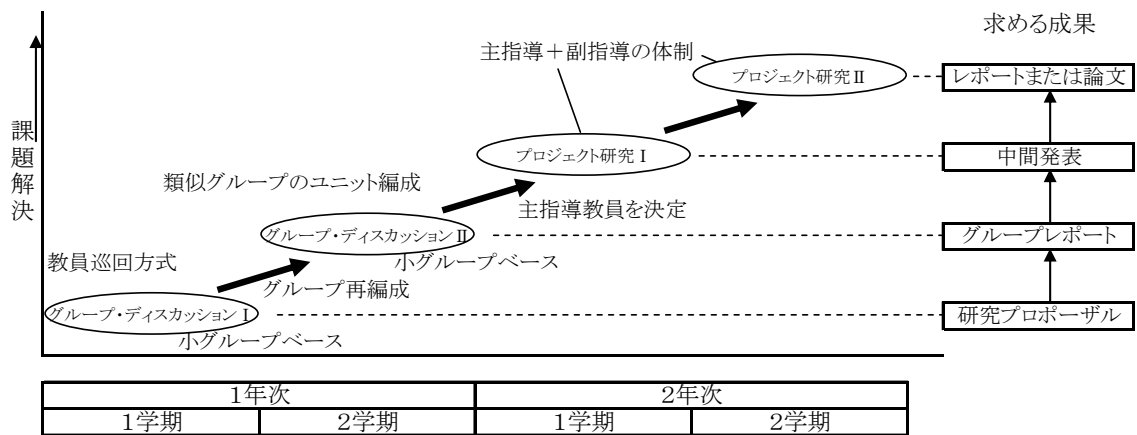 求める成果
主指導+副指導の体制
プロジェクト研究Ⅱ
レポートまたは論文
課題解決
プロジェクト研究Ⅰ
中間発表
類似グループのユニット編成
主指導教員を決定
グループ・ディスカッションⅡ
グループレポート
教員巡回方式
小グループベース
グループ再編成
グループ・ディスカッションⅠ
研究プロポーザル
小グループベース
1年次 2年次
1学期 2学期 1学期 2学期